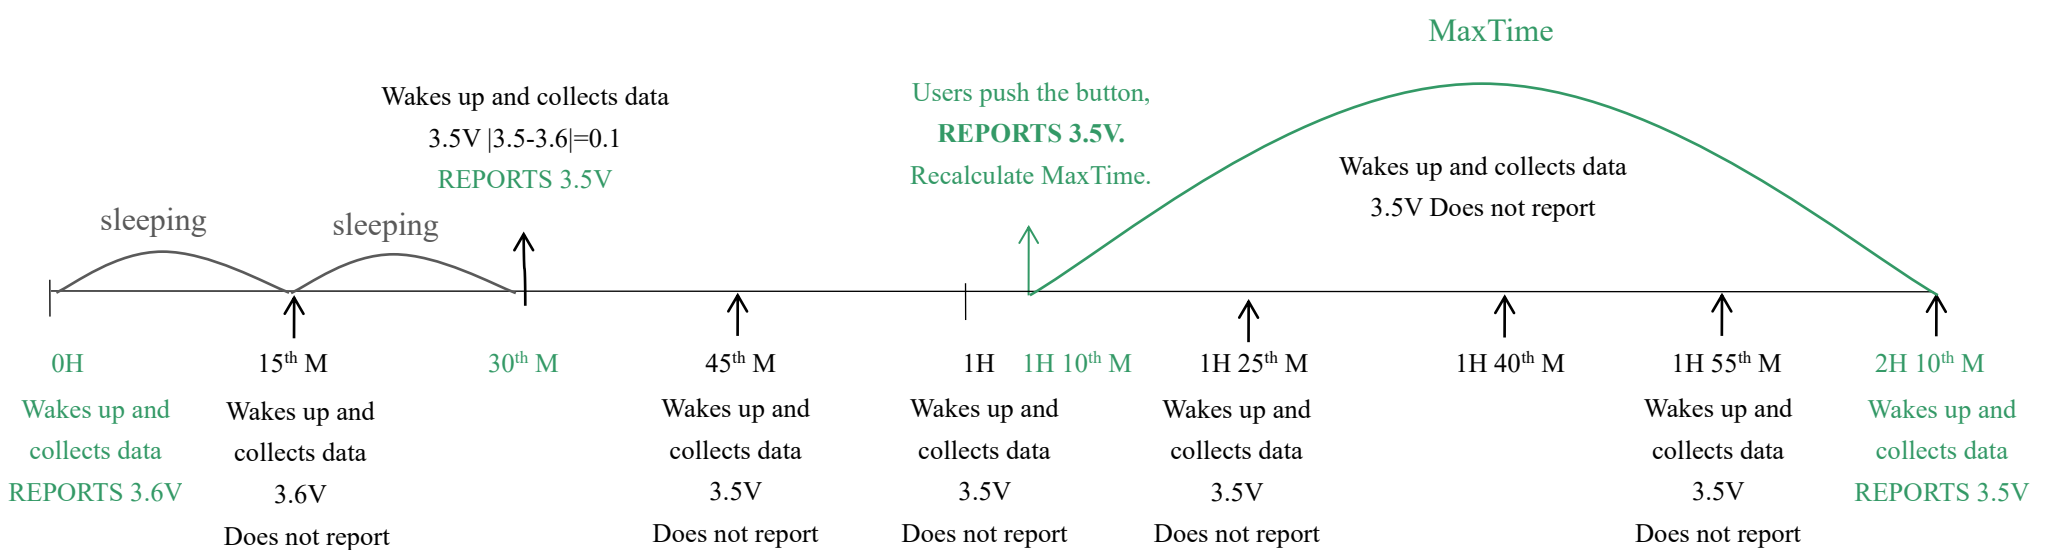 MaxTime
Wakes up and collects data
3.5V |3.5-3.6|=0.1
REPORTS 3.5V
Users push the button,
REPORTS 3.5V.
Recalculate MaxTime.
Wakes up and collects data
3.5V Does not report
sleeping
sleeping
0H
15th M
30th M
45th M
1H
1H 10th M
1H 25th M
1H 40th M
1H 55th M
2H 10th M
Wakes up and
collects data
REPORTS 3.6V
Wakes up and
collects data
3.6V
Does not report
Wakes up and
collects data
3.5V
Does not report
Wakes up and
collects data
3.5V
Does not report
Wakes up and
collects data
3.5V
Does not report
Wakes up and
collects data
3.5V
Does not report
Wakes up and
collects data
REPORTS 3.5V